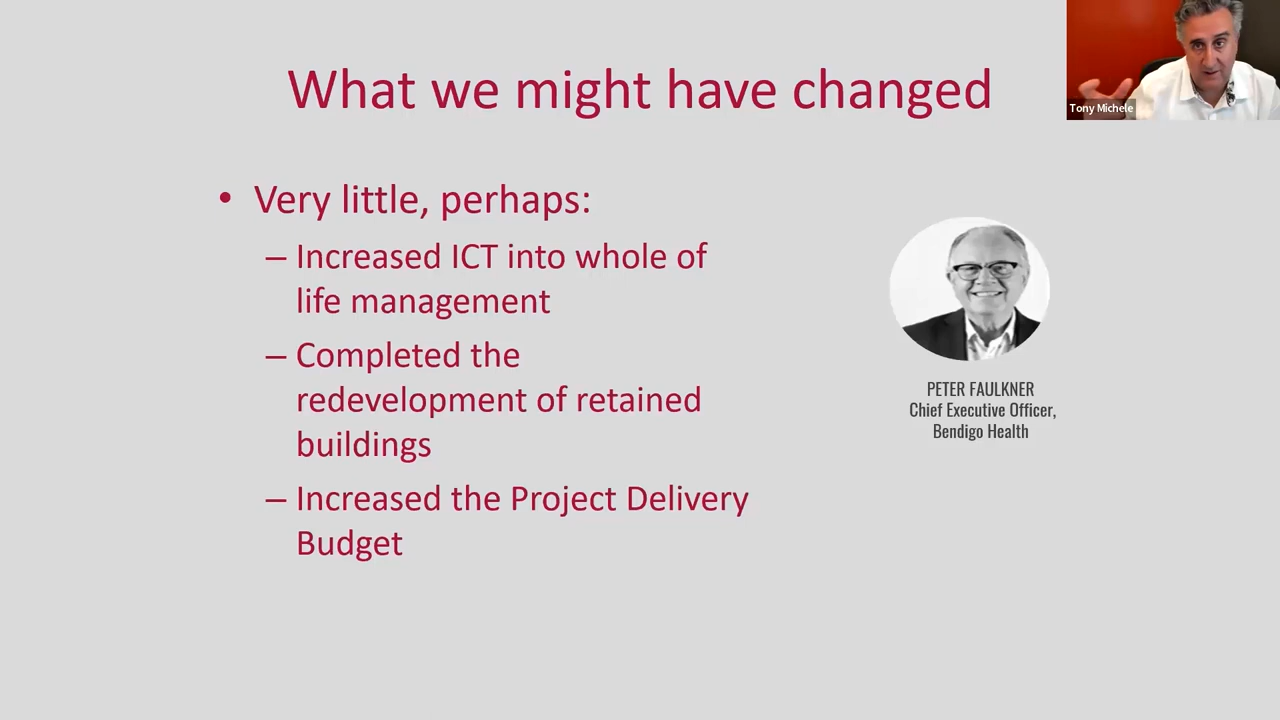 What we might have changed
Tony Michele
• Very little, perhaps:
– Increased ICT into whole of
life management
– Completed the
redevelopment of retained
buildings
– Increased the Project Delivery
Budget
PETER FAULKNER
Chief Executive Officer,
Bendigo Health